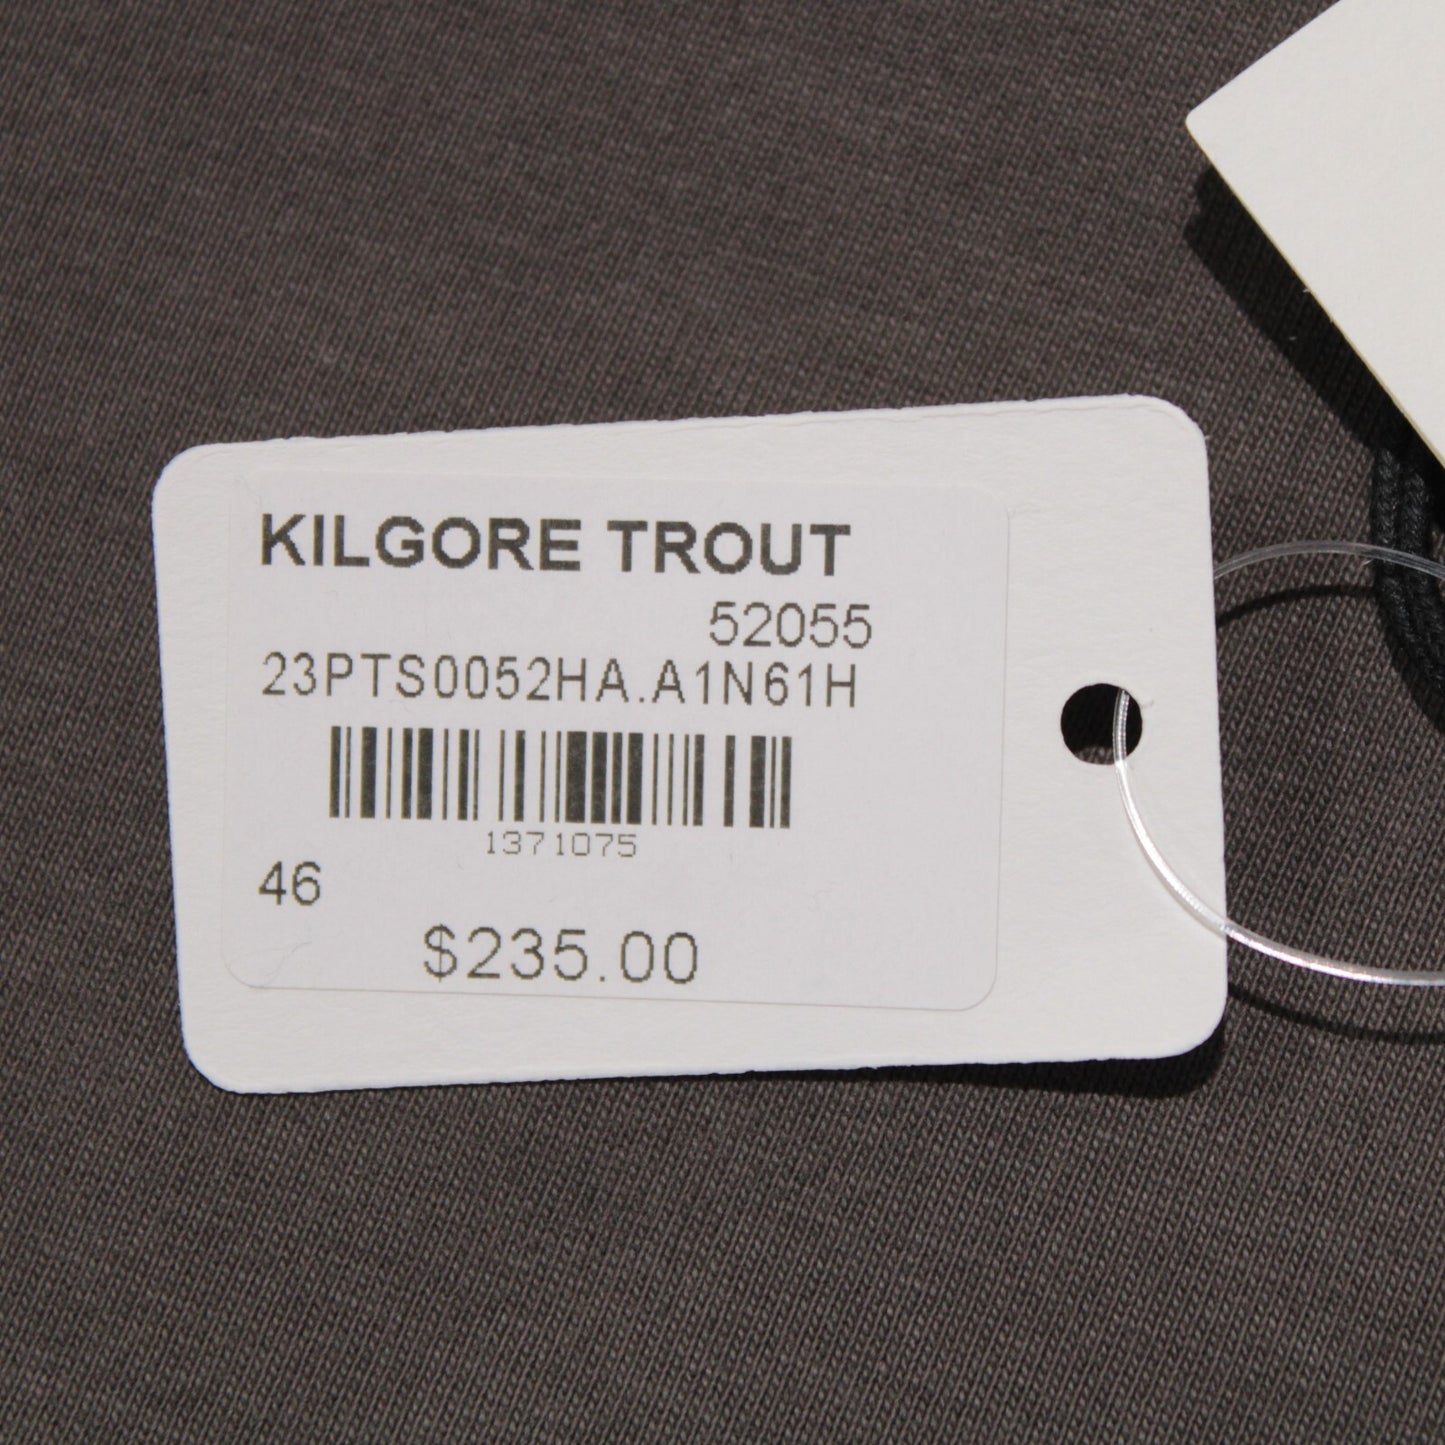 KILGORE TROUT
52055
23PTS0052HA.A1N61H
1371075
46
$235.00